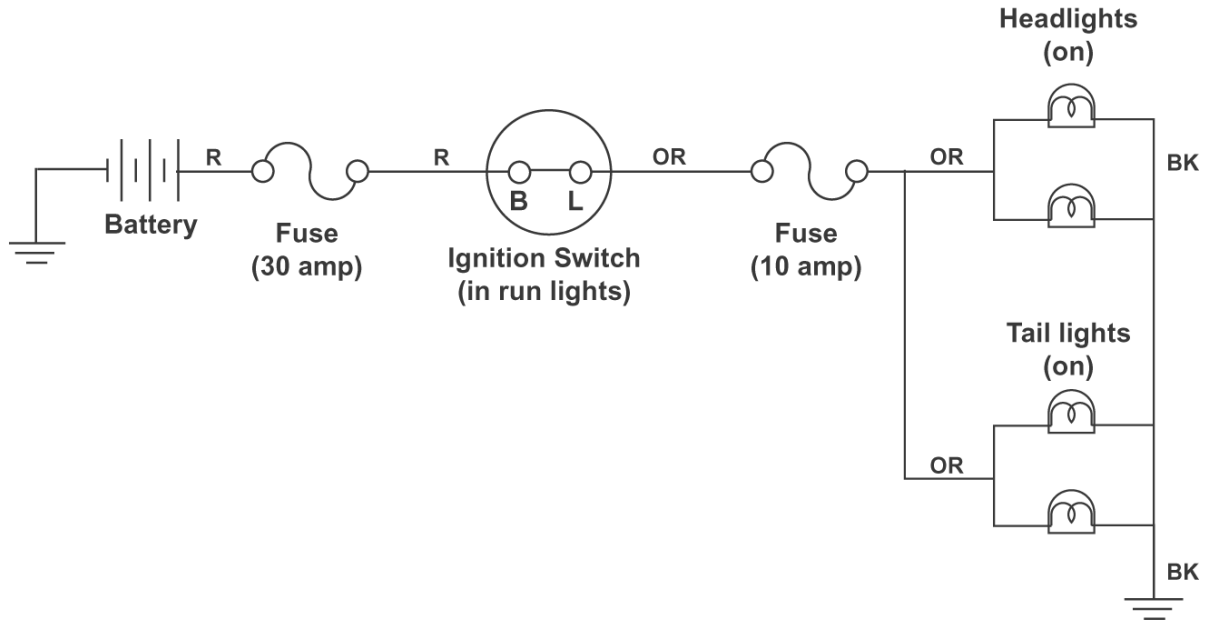 Headlights
(on)
R
R
OR
OR
BK
B
L
Battery
Fuse
(30 amp)
Ignition Switch
(in run lights)
Fuse
(10 amp)
Tail lights
(on)
OR
BK